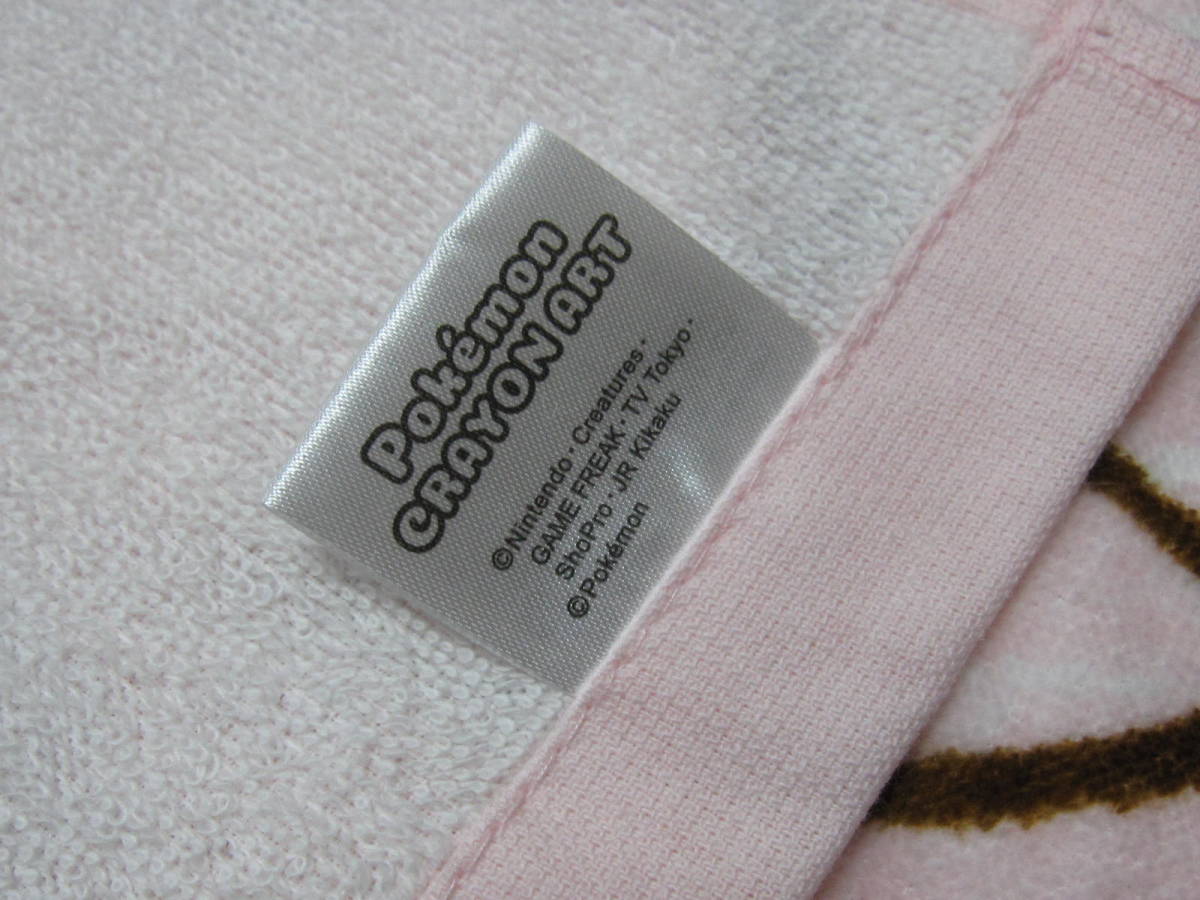 Pokémon
CRAYON ART
©Nintendo・Creatures・
GAME FREAK・TV Tokyo・
ShoPro・JR Kikaku
©Pokémon